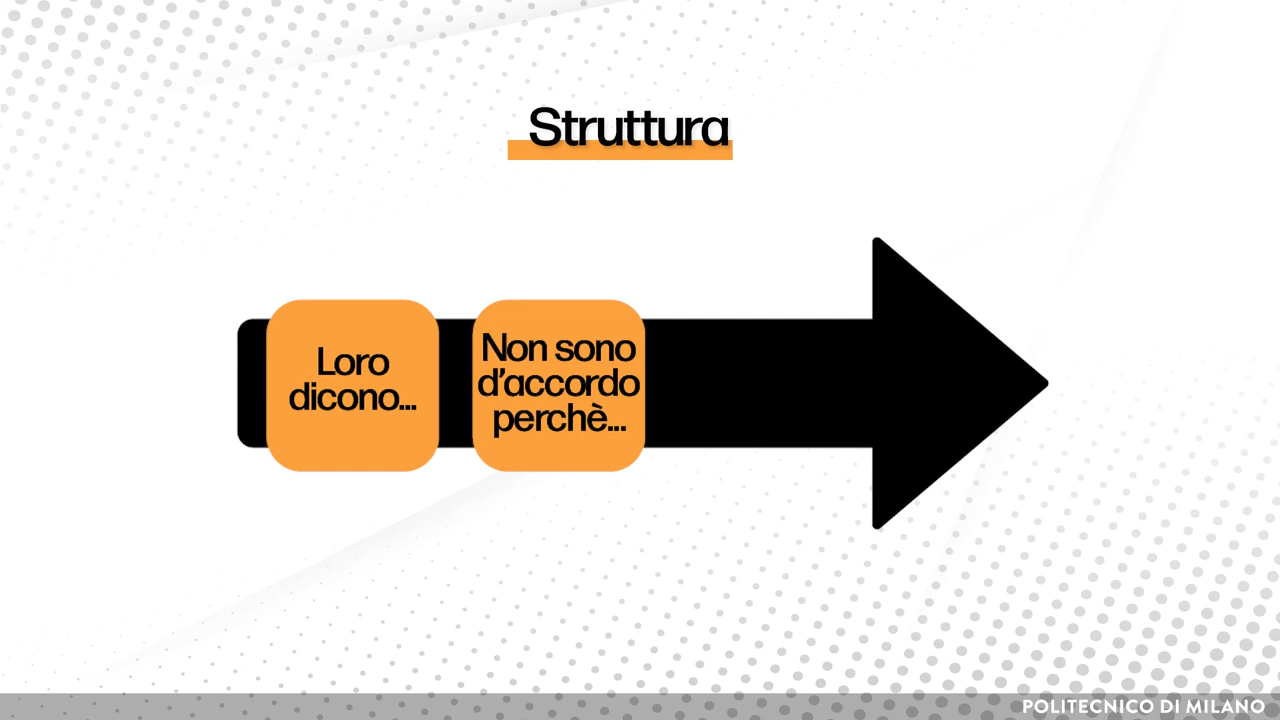 Struttura
Loro
dicono...
Non sono
d'accordo
perchè...
POLITECNICO DI MILANO